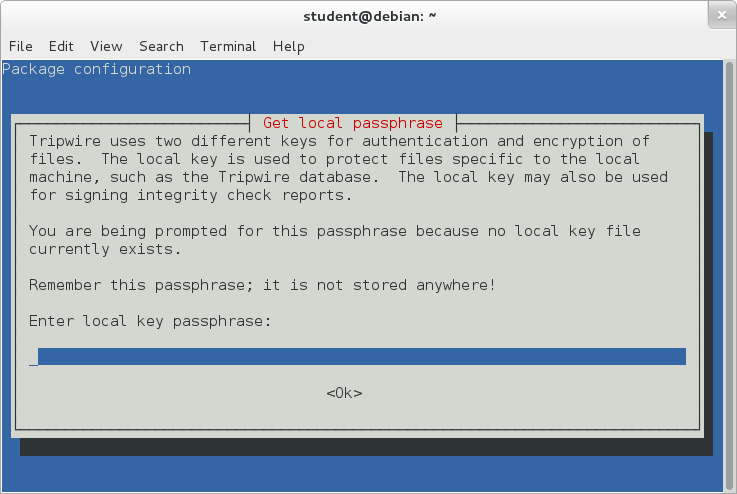 student@debian: ~
File Edit View Search Terminal Help
Package configuration
Get local passphrase
Tripwire uses two different keys for authentication and encryption of
files.  The local key is used to protect files specific to the local
machine, such as the Tripwire database.  The local key may also be used
for signing integrity check reports.
You are being prompted for this passphrase because no local key file
currently exists.
Remember this passphrase; it is not stored anywhere!
Enter local key passphrase:
_
<Ok>